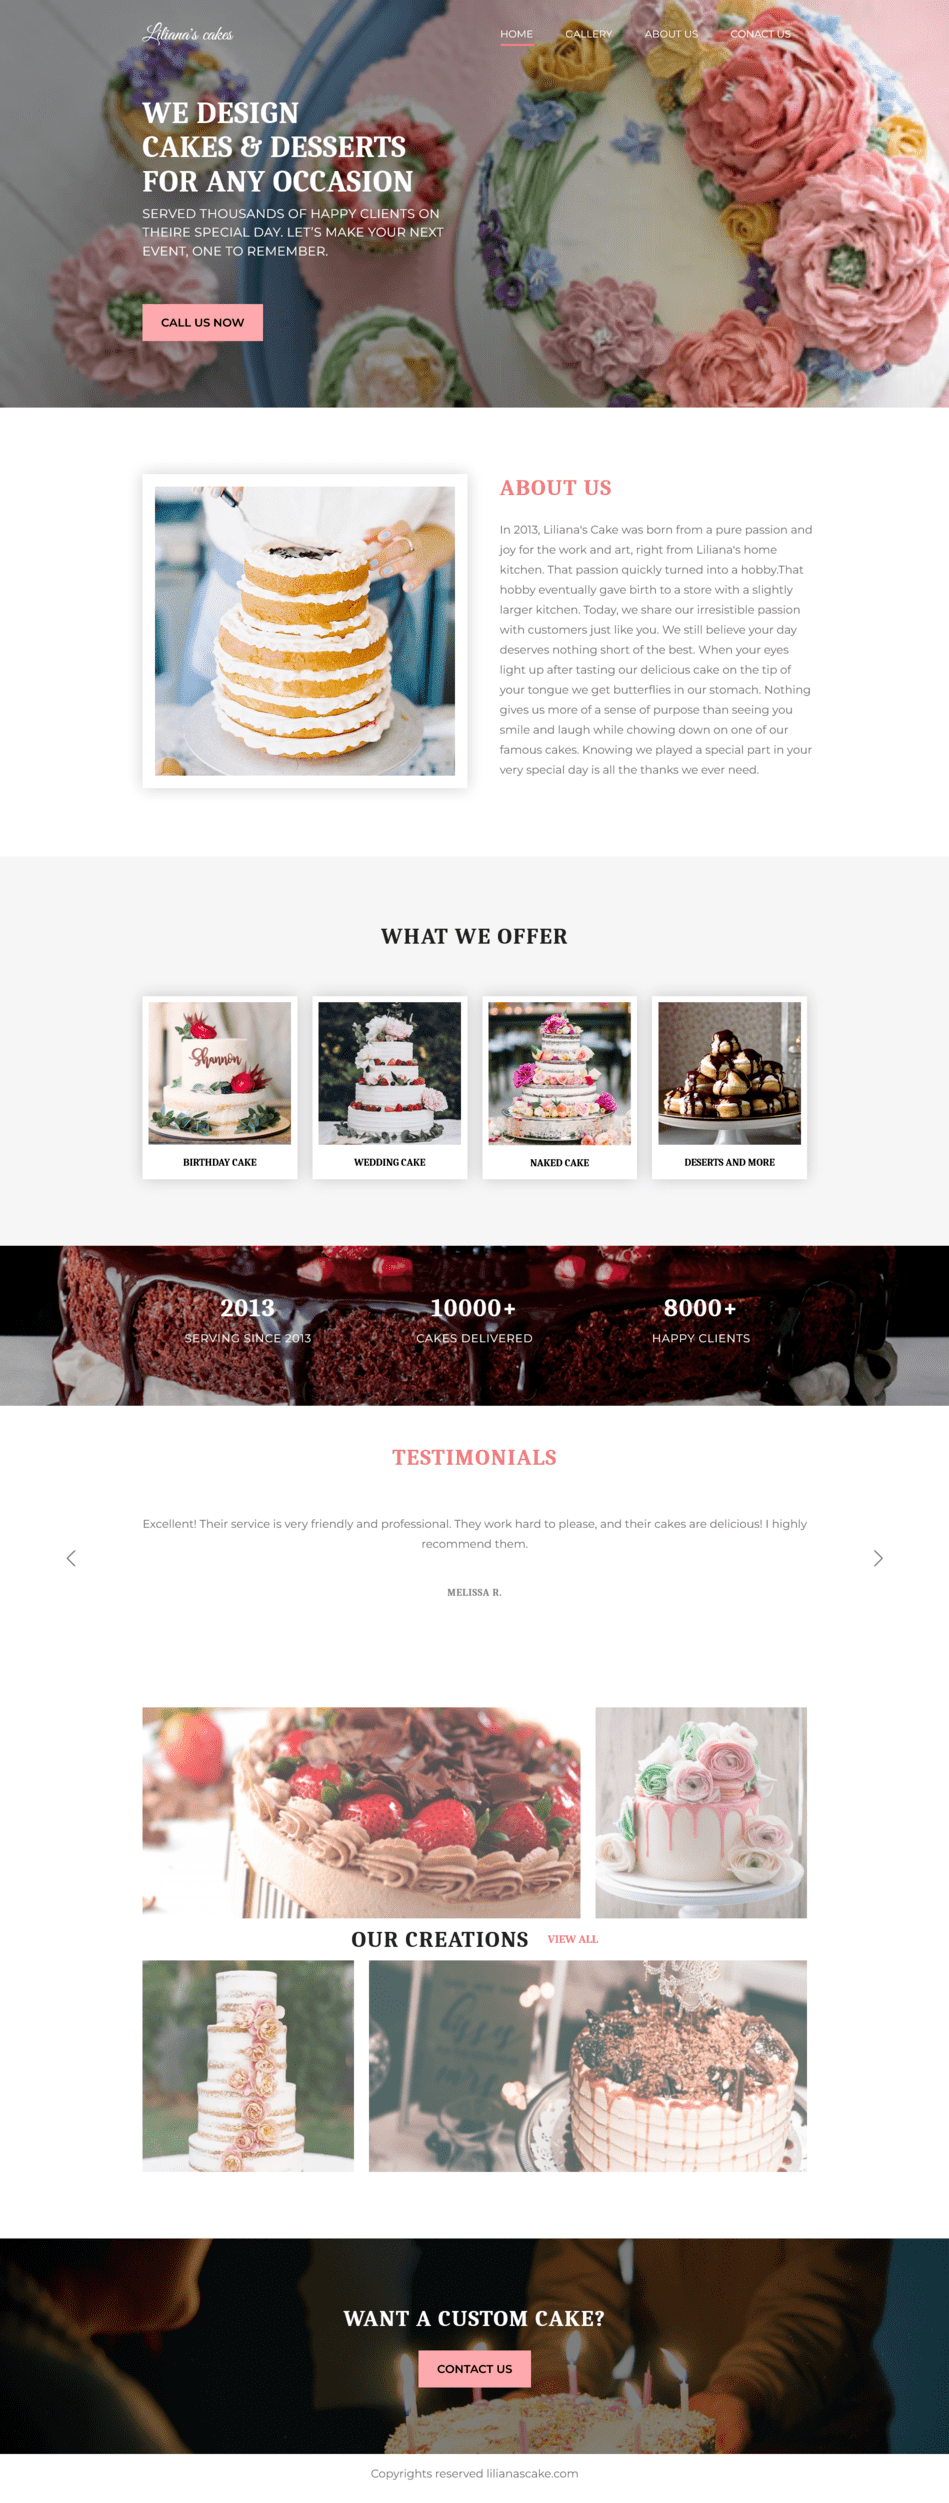 Liliana's cakes
HOME GALLERY ABOUT US CONACT US
WE DESIGN
CAKES & DESSERTS
FOR ANY OCCASION
SERVED THOUSANDS OF HAPPY CLIENTS ON
THEIRE SPECIAL DAY. LET'S MAKE YOUR NEXT
EVENT, ONE TO REMEMBER.
CALL US NOW
ABOUT US
In 2013, Liliana's Cake was born from a pure passion and
joy for the work and art, right from Liliana's home
kitchen. That passion quickly turned into a hobby.That
hobby eventually gave birth to a store with a slightly
larger kitchen. Today, we share our irresistible passion
with customers just like you. We still believe your day
deserves nothing short of the best. When your eyes
light up after tasting our delicious cake on the tip of
your tongue we get butterflies in our stomach. Nothing
gives us more of a sense of purpose than seeing you
smile and laugh while chowing down on one of our
famous cakes. Knowing we played a special part in your
very special day is all the thanks we ever need.
WHAT WE OFFER
Shannon
BIRTHDAY CAKE
WEDDING CAKE
NAKED CAKE
DESERTS AND MORE
2013
SERVING SINCE 2013
10000+
CAKES DELIVERED
8000+
HAPPY CLIENTS
TESTIMONIALS
Excellent! Their service is very friendly and professional. They work hard to please, and their cakes are delicious! I highly
recommend them.
MELISSA R.
OUR CREATIONS VIEW ALL
WANT A CUSTOM CAKE?
CONTACT US
Copyrights reserved lilianascake.com